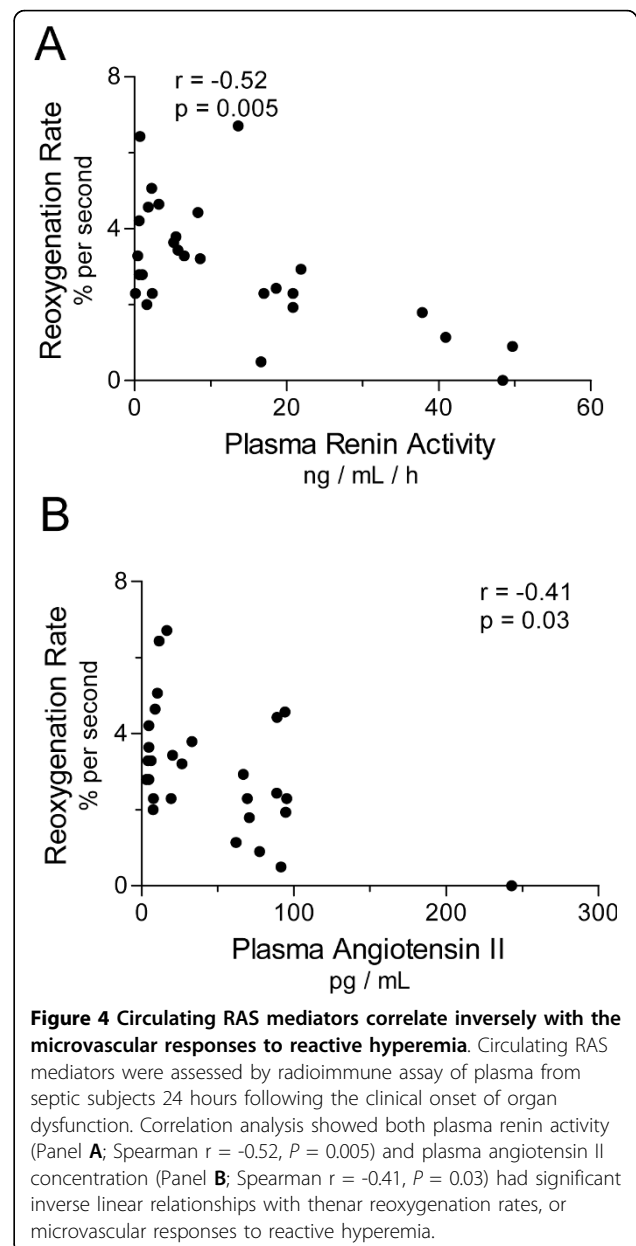 A
8
r = -0.52
p = 0.005
Reoxygenation Rate
% per second
4
0
0 20 40 60
Plasma Renin Activity
ng / mL / h
B
8
r = -0.41
p = 0.03
Reoxygenation Rate
% per second
4
0
0 100 200 300
Plasma Angiotensin II
pg / mL
Figure 4 Circulating RAS mediators correlate inversely with the
microvascular responses to reactive hyperemia. Circulating RAS
mediators were assessed by radioimmune assay of plasma from
septic subjects 24 hours following the clinical onset of organ
dysfunction. Correlation analysis showed both plasma renin activity
(Panel A; Spearman r = -0.52, P = 0.005) and plasma angiotensin II
concentration (Panel B; Spearman r = -0.41, P = 0.03) had significant
inverse linear relationships with thenar reoxygenation rates, or
microvascular responses to reactive hyperemia.